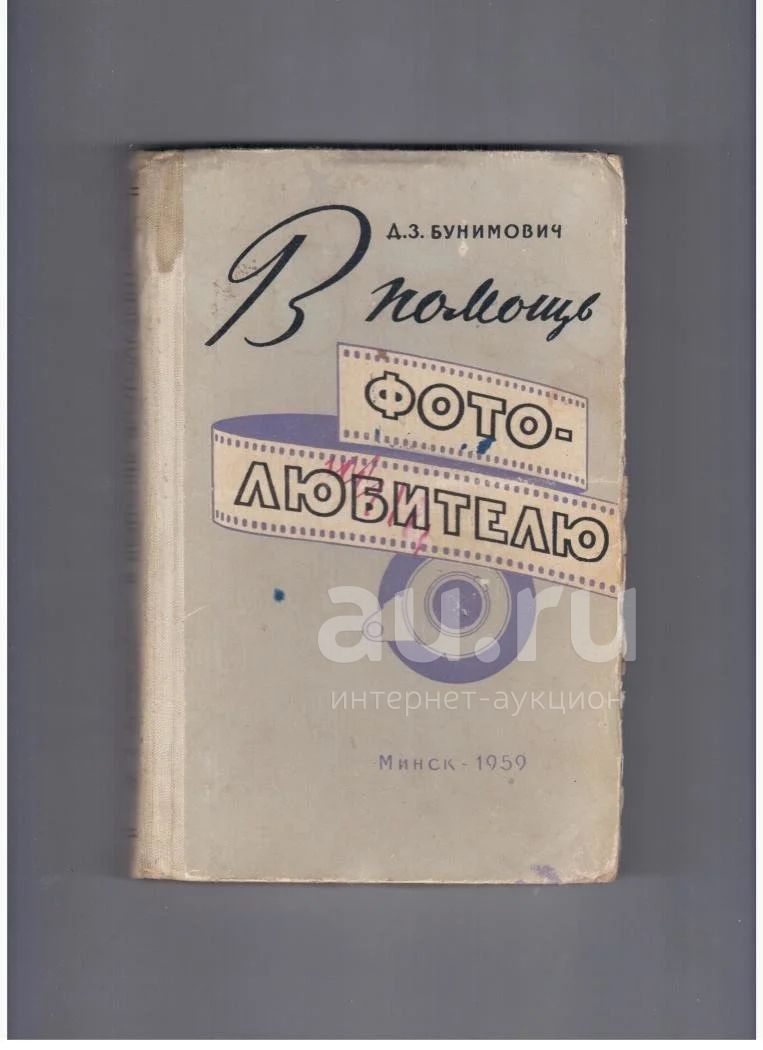 Д.З. БУНИМОВИЧ
В помощь
ФОТО-
ЛЮБИТЕЛЮ
au.ru
интернет-аукцион
Минск - 1959